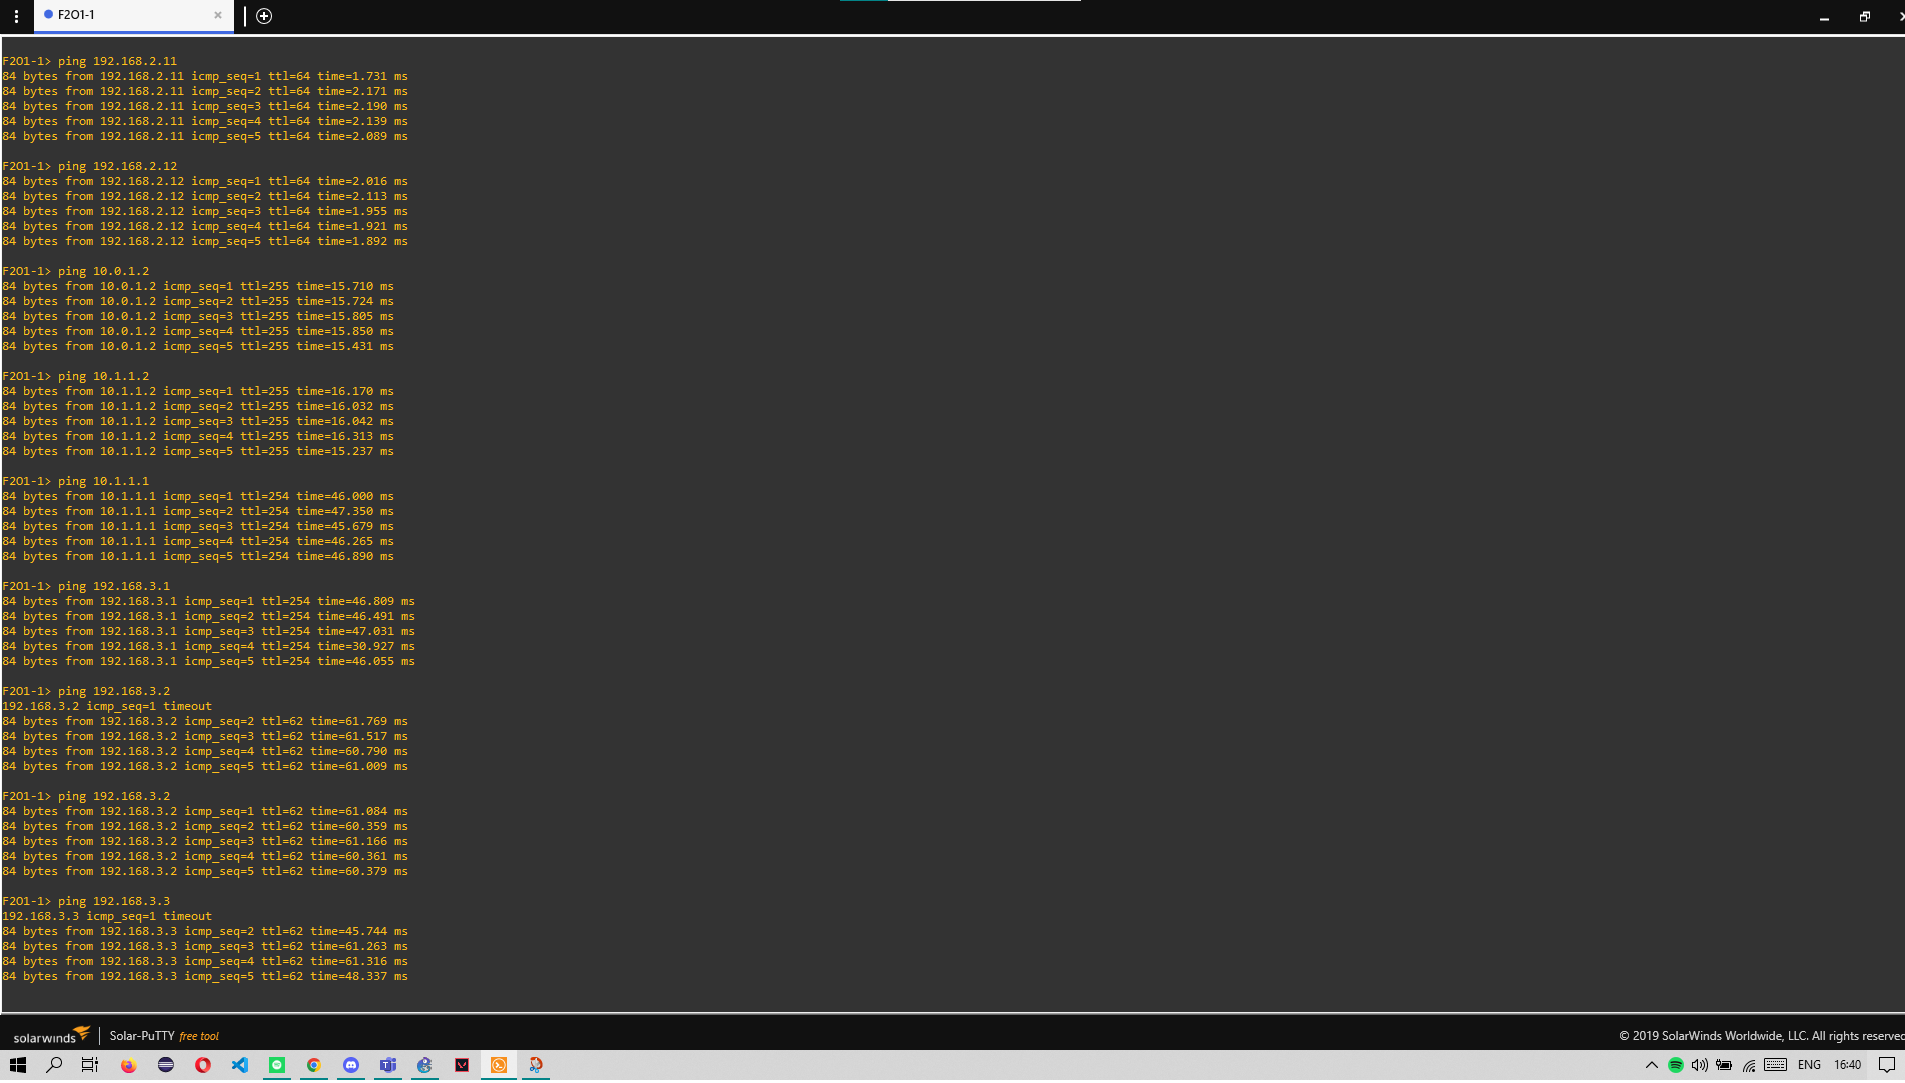 F2O1-1
F2O1-1> ping 192.168.2.11
84 bytes from 192.168.2.11 icmp_seq=1 ttl=64 time=1.731 ms
84 bytes from 192.168.2.11 icmp_seq=2 ttl=64 time=2.171 ms
84 bytes from 192.168.2.11 icmp_seq=3 ttl=64 time=2.190 ms
84 bytes from 192.168.2.11 icmp_seq=4 ttl=64 time=2.139 ms
84 bytes from 192.168.2.11 icmp_seq=5 ttl=64 time=2.089 ms
F2O1-1> ping 192.168.2.12
84 bytes from 192.168.2.12 icmp_seq=1 ttl=64 time=2.016 ms
84 bytes from 192.168.2.12 icmp_seq=2 ttl=64 time=2.113 ms
84 bytes from 192.168.2.12 icmp_seq=3 ttl=64 time=1.955 ms
84 bytes from 192.168.2.12 icmp_seq=4 ttl=64 time=1.921 ms
84 bytes from 192.168.2.12 icmp_seq=5 ttl=64 time=1.892 ms
F2O1-1> ping 10.0.1.2
84 bytes from 10.0.1.2 icmp_seq=1 ttl=255 time=15.710 ms
84 bytes from 10.0.1.2 icmp_seq=2 ttl=255 time=15.724 ms
84 bytes from 10.0.1.2 icmp_seq=3 ttl=255 time=15.805 ms
84 bytes from 10.0.1.2 icmp_seq=4 ttl=255 time=15.850 ms
84 bytes from 10.0.1.2 icmp_seq=5 ttl=255 time=15.431 ms
F2O1-1> ping 10.1.1.2
84 bytes from 10.1.1.2 icmp_seq=1 ttl=255 time=16.170 ms
84 bytes from 10.1.1.2 icmp_seq=2 ttl=255 time=16.032 ms
84 bytes from 10.1.1.2 icmp_seq=3 ttl=255 time=16.042 ms
84 bytes from 10.1.1.2 icmp_seq=4 ttl=255 time=16.313 ms
84 bytes from 10.1.1.2 icmp_seq=5 ttl=255 time=15.237 ms
F2O1-1> ping 10.1.1.1
84 bytes from 10.1.1.1 icmp_seq=1 ttl=254 time=46.000 ms
84 bytes from 10.1.1.1 icmp_seq=2 ttl=254 time=47.350 ms
84 bytes from 10.1.1.1 icmp_seq=3 ttl=254 time=45.679 ms
84 bytes from 10.1.1.1 icmp_seq=4 ttl=254 time=46.265 ms
84 bytes from 10.1.1.1 icmp_seq=5 ttl=254 time=46.890 ms
F2O1-1> ping 192.168.3.1
84 bytes from 192.168.3.1 icmp_seq=1 ttl=254 time=46.809 ms
84 bytes from 192.168.3.1 icmp_seq=2 ttl=254 time=46.491 ms
84 bytes from 192.168.3.1 icmp_seq=3 ttl=254 time=47.031 ms
84 bytes from 192.168.3.1 icmp_seq=4 ttl=254 time=30.927 ms
84 bytes from 192.168.3.1 icmp_seq=5 ttl=254 time=46.055 ms
F2O1-1> ping 192.168.3.2
192.168.3.2 icmp_seq=1 timeout
84 bytes from 192.168.3.2 icmp_seq=2 ttl=62 time=61.769 ms
84 bytes from 192.168.3.2 icmp_seq=3 ttl=62 time=61.517 ms
84 bytes from 192.168.3.2 icmp_seq=4 ttl=62 time=60.790 ms
84 bytes from 192.168.3.2 icmp_seq=5 ttl=62 time=61.009 ms
F2O1-1> ping 192.168.3.2
84 bytes from 192.168.3.2 icmp_seq=1 ttl=62 time=61.084 ms
84 bytes from 192.168.3.2 icmp_seq=2 ttl=62 time=60.359 ms
84 bytes from 192.168.3.2 icmp_seq=3 ttl=62 time=61.166 ms
84 bytes from 192.168.3.2 icmp_seq=4 ttl=62 time=60.361 ms
84 bytes from 192.168.3.2 icmp_seq=5 ttl=62 time=60.379 ms
F2O1-1> ping 192.168.3.3
192.168.3.3 icmp_seq=1 timeout
84 bytes from 192.168.3.3 icmp_seq=2 ttl=62 time=45.744 ms
84 bytes from 192.168.3.3 icmp_seq=3 ttl=62 time=61.263 ms
84 bytes from 192.168.3.3 icmp_seq=4 ttl=62 time=61.316 ms
84 bytes from 192.168.3.3 icmp_seq=5 ttl=62 time=48.337 ms
solarwinds Solar-PuTTY free tool © 2019 SolarWinds Worldwide, LLC. All rights reserved
ENG 16:40